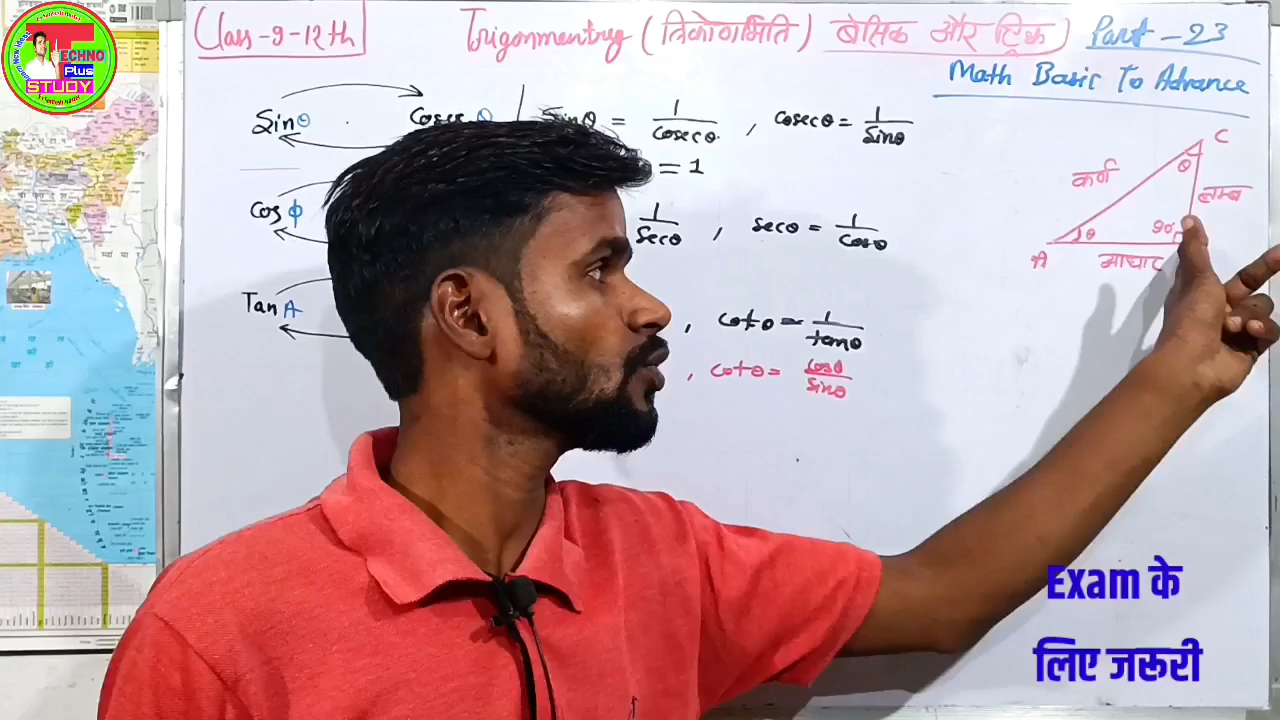 TECHNO
Plus
STUDY
Class-9-12th
Trigonmentry (त्रिकोणमिति) बेसिक और ट्रिक)
Part-23
Math Basic To Advance
Sinθ
Cosec θ
Sinθ = 1/Cosecθ , Cosecθ = 1/Sinθ
= 1
Cos ϕ
1/Secθ , Secθ = 1/Cosθ
Tan A
, Cotθ = 1/tanθ
, Cotθ = Cosθ/Sinθ
C
θ
कर्ण
लम्ब
θ
90
A
आधार
Exam के
लिए जरूरी